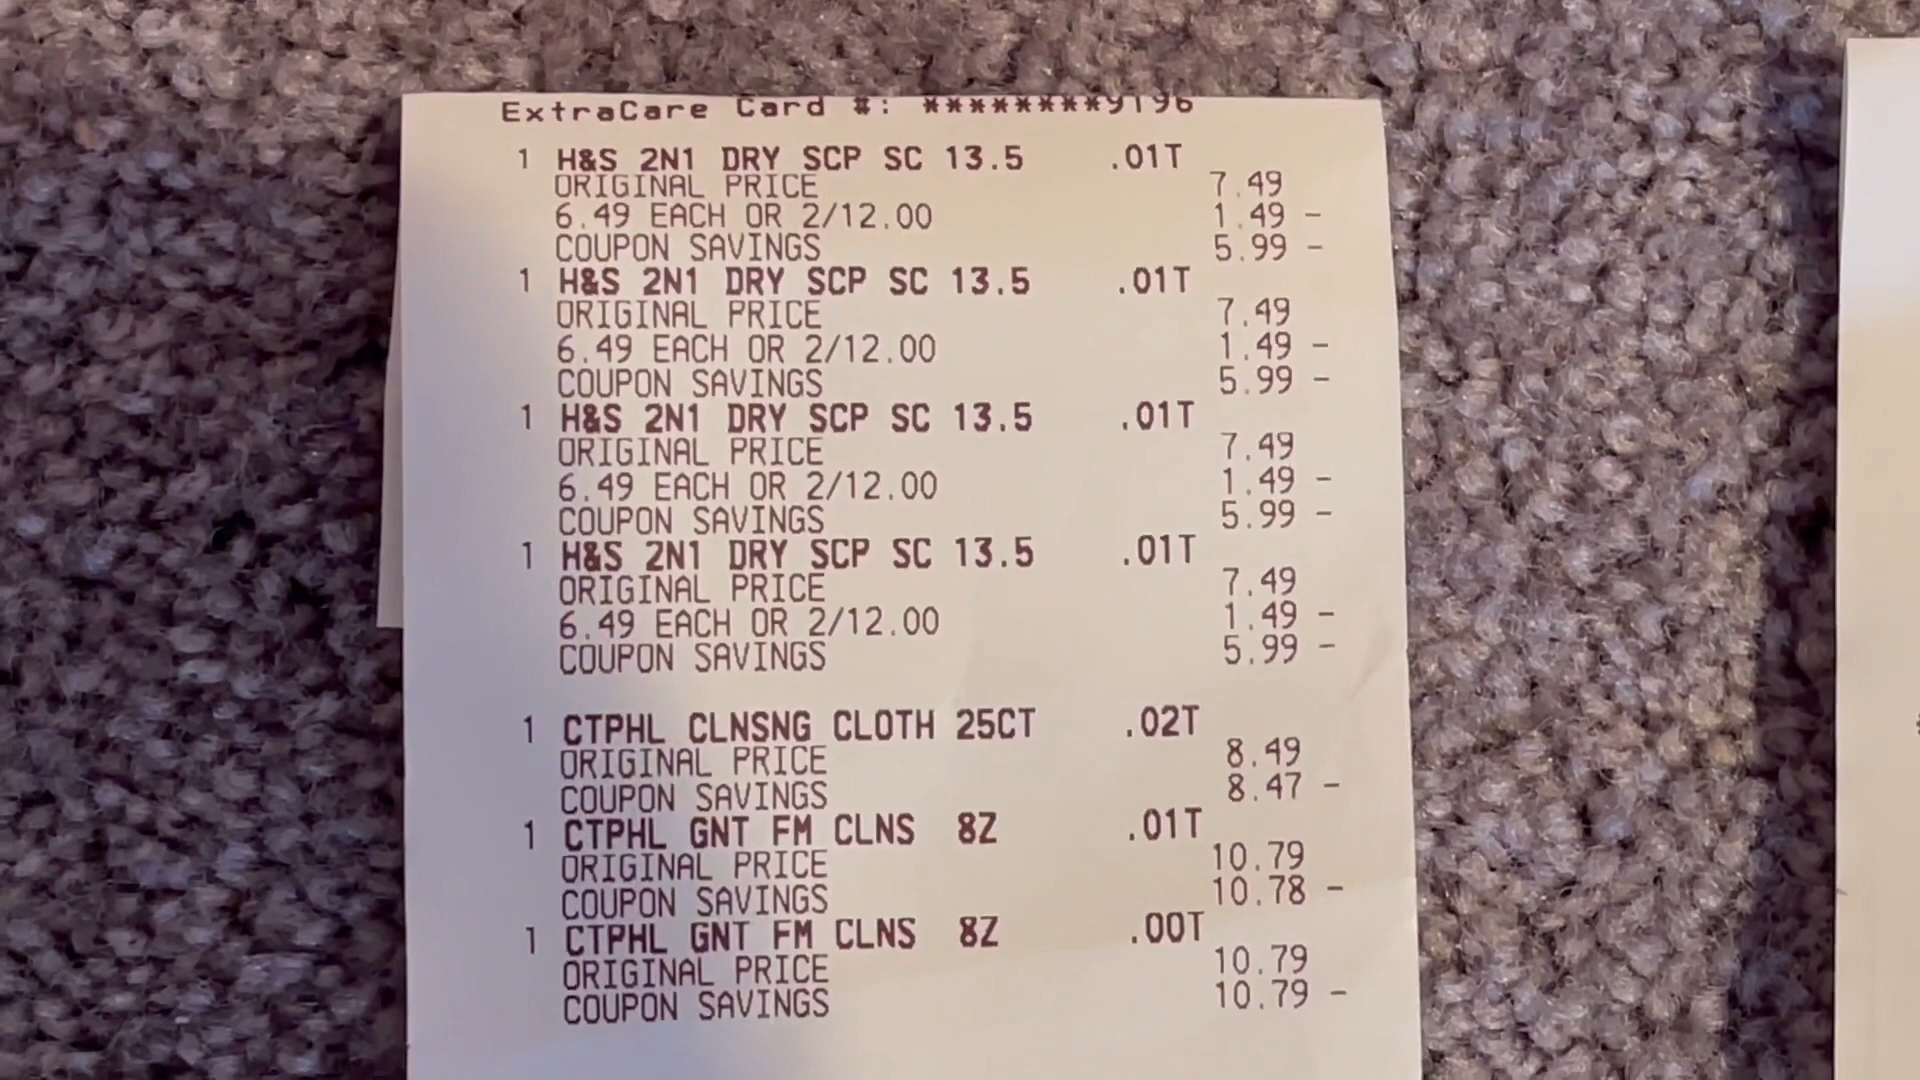 ExtraCare Card #: ********9196
1 H&S 2N1 DRY SCP SC 13.5 .01T
ORIGINAL PRICE 7.49
6.49 EACH OR 2/12.00 1.49 -
COUPON SAVINGS 5.99 -
1 H&S 2N1 DRY SCP SC 13.5 .01T
ORIGINAL PRICE 7.49
6.49 EACH OR 2/12.00 1.49 -
COUPON SAVINGS 5.99 -
1 H&S 2N1 DRY SCP SC 13.5 .01T
ORIGINAL PRICE 7.49
6.49 EACH OR 2/12.00 1.49 -
COUPON SAVINGS 5.99 -
1 H&S 2N1 DRY SCP SC 13.5 .01T
ORIGINAL PRICE 7.49
6.49 EACH OR 2/12.00 1.49 -
COUPON SAVINGS 5.99 -
1 CTPHL CLNSNG CLOTH 25CT .02T
ORIGINAL PRICE 8.49
COUPON SAVINGS 8.47 -
1 CTPHL GNT FM CLNS 8Z .01T
ORIGINAL PRICE 10.79
COUPON SAVINGS 10.78 -
1 CTPHL GNT FM CLNS 8Z .00T
ORIGINAL PRICE 10.79
COUPON SAVINGS 10.79 -